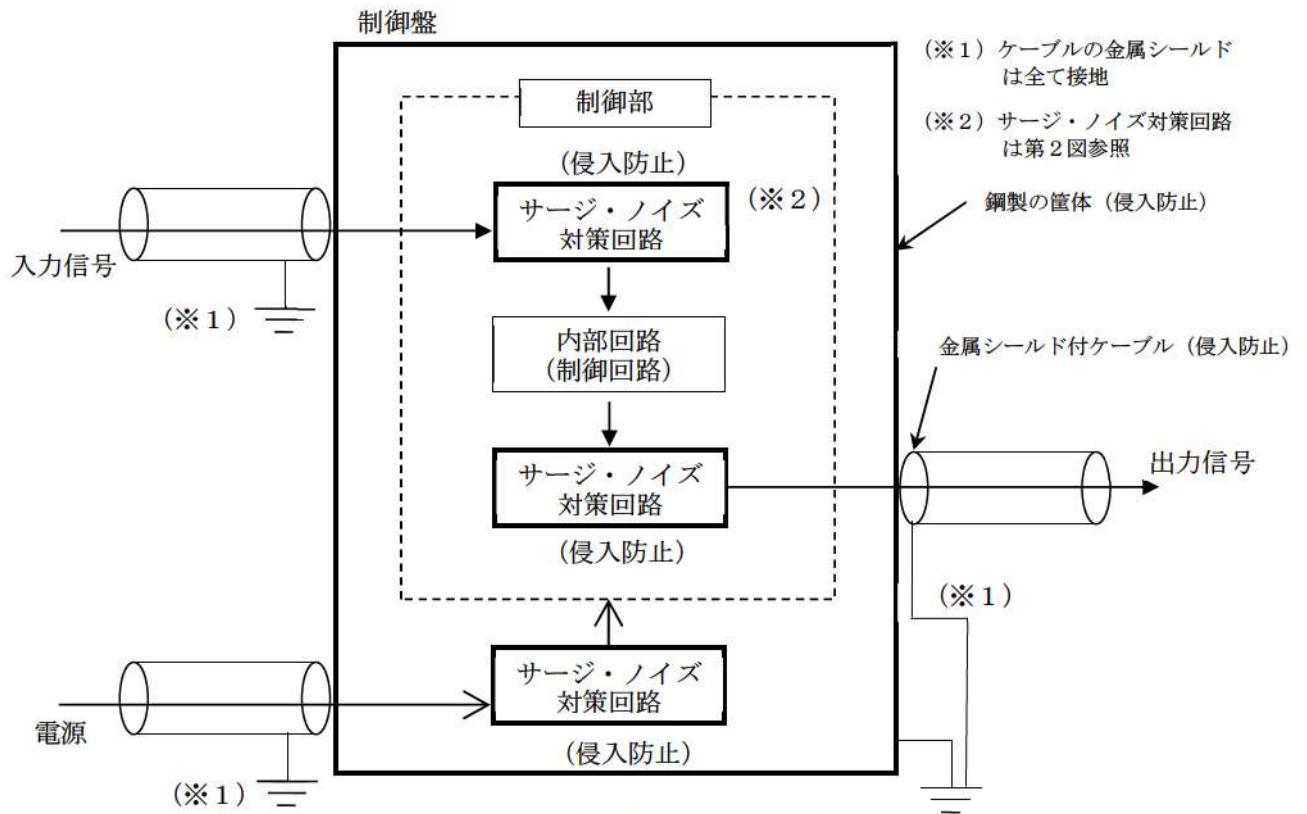 制御盤
(※1)ケーブルの金属シールド
は全て接地
制御部
(※2)サージ・ノイズ対策回路
は第2図参照
(侵入防止)
サージ・ノイズ
対策回路
(※2)
鋼製の筐体(侵入防止)
入力信号
(※1)
内部回路
(制御回路)
金属シールド付ケーブル(侵入防止)
サージ・ノイズ
対策回路
出力信号
(侵入防止)
(※1)
サージ・ノイズ
対策回路
電源
(侵入防止)
(※1)